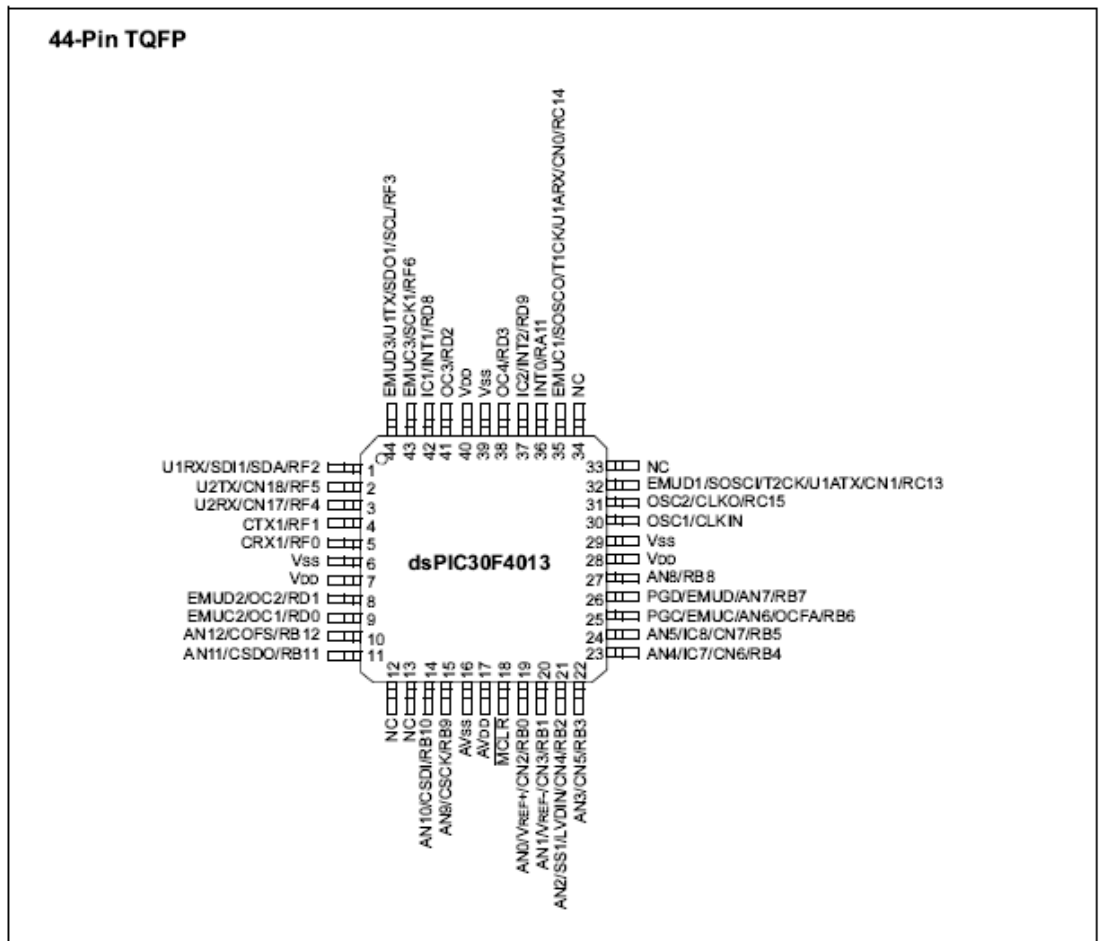 44-Pin TQFP
EMUD3/U1TX/SDO1/SCL/RF3
EMUC3/SCK1/RF6
IC1/INT1/RD8
OC3/RD2
VDD
VSS
OC4/RD3
IC2/INT2/RD9
INT0/RA11
EMUC1/SOSCO/T1CK/U1ARX/CN0/RC14
NC
44
43
42
41
40
39
38
37
36
35
34
U1RX/SDI1/SDA/RF2 1
U2TX/CN18/RF5 2
U2RX/CN17/RF4 3
CTX1/RF1 4
CRX1/RF0 5
VSS 6
VDD 7
EMUD2/OC2/RD1 8
EMUC2/OC1/RD0 9
AN12/COFS/RB12 10
AN11/CSDO/RB11 11
dsPIC30F4013
33 NC
32 EMUD1/SOSCI/T2CK/U1ATX/CN1/RC13
31 OSC2/CLKO/RC15
30 OSC1/CLKIN
29 VSS
28 VDD
27 AN8/RB8
26 PGD/EMUD/AN7/RB7
25 PGC/EMUC/AN6/OCFA/RB6
24 AN5/IC8/CN7/RB5
23 AN4/IC7/CN6/RB4
12
13
14
15
16
17
18
19
20
21
22
NC
NC
AN10/CSDI/RB10
AN9/CSCK/RB9
AVSS
AVDD
MCLR
AN0/VREF+/CN2/RB0
AN1/VREF-/CN3/RB1
AN2/SS1/LVDIN/CN4/RB2
AN3/CN5/RB3